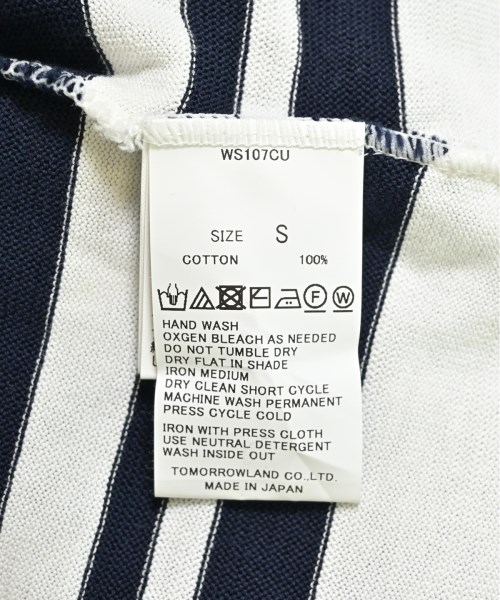 WS107CU
SIZE S
COTTON 100%
F W
HAND WASH
OXGEN BLEACH AS NEEDED
DO NOT TUMBLE DRY
DRY FLAT IN SHADE
IRON MEDIUM
DRY CLEAN SHORT CYCLE
MACHINE WASH PERMANENT
PRESS CYCLE COLD
IRON WITH PRESS CLOTH
USE NEUTRAL DETERGENT
WASH INSIDE OUT
TOMORROWLAND CO.,LTD.
MADE IN JAPAN